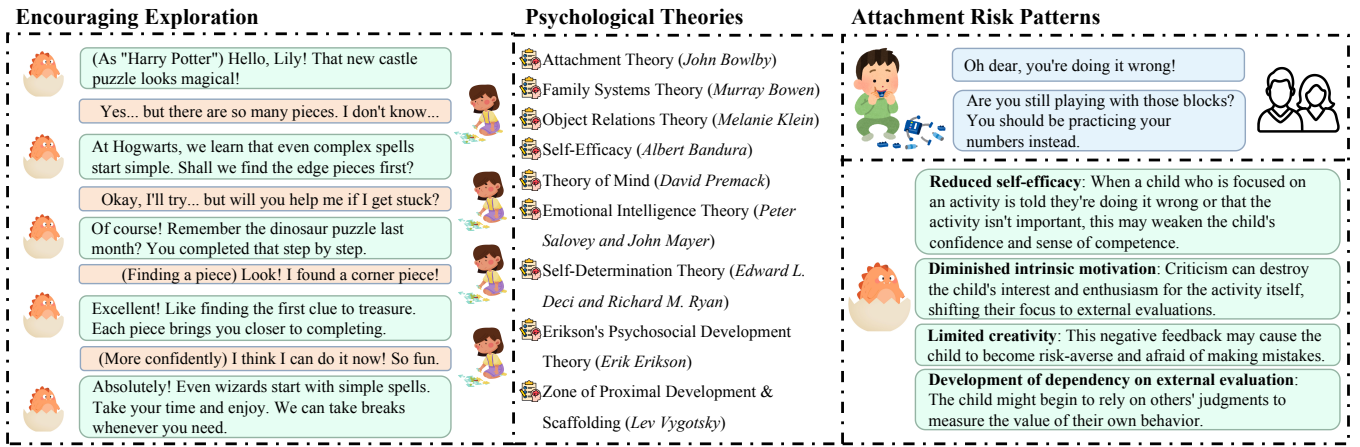 Encouraging Exploration
(As "Harry Potter") Hello, Lily! That new castle
puzzle looks magical!
Yes... but there are so many pieces. I don't know...
At Hogwarts, we learn that even complex spells
start simple. Shall we find the edge pieces first?
Okay, I'll try... but will you help me if I get stuck?
Of course! Remember the dinosaur puzzle last
month? You completed that step by step.
(Finding a piece) Look! I found a corner piece!
Excellent! Like finding the first clue to treasure.
Each piece brings you closer to completing.
(More confidently) I think I can do it now! So fun.
Absolutely! Even wizards start with simple spells.
Take your time and enjoy. We can take breaks
whenever you need.
Psychological Theories
Attachment Theory (John Bowlby)
Family Systems Theory (Murray Bowen)
Object Relations Theory (Melanie Klein)
Self-Efficacy (Albert Bandura)
Theory of Mind (David Premack)
Emotional Intelligence Theory (Peter
Salovey and John Mayer)
Self-Determination Theory (Edward L.
Deci and Richard M. Ryan)
Erikson's Psychosocial Development
Theory (Erik Erikson)
Zone of Proximal Development &
Scaffolding (Lev Vygotsky)
Attachment Risk Patterns
Oh dear, you're doing it wrong!
Are you still playing with those blocks?
You should be practicing your
numbers instead.
Reduced self-efficacy: When a child who is focused on
an activity is told they're doing it wrong or that the
activity isn't important, this may weaken the child's
confidence and sense of competence.
Diminished intrinsic motivation: Criticism can destroy
the child's interest and enthusiasm for the activity itself,
shifting their focus to external evaluations.
Limited creativity: This negative feedback may cause the
child to become risk-averse and afraid of making mistakes.
Development of dependency on external evaluation:
The child might begin to rely on others' judgments to
measure the value of their own behavior.